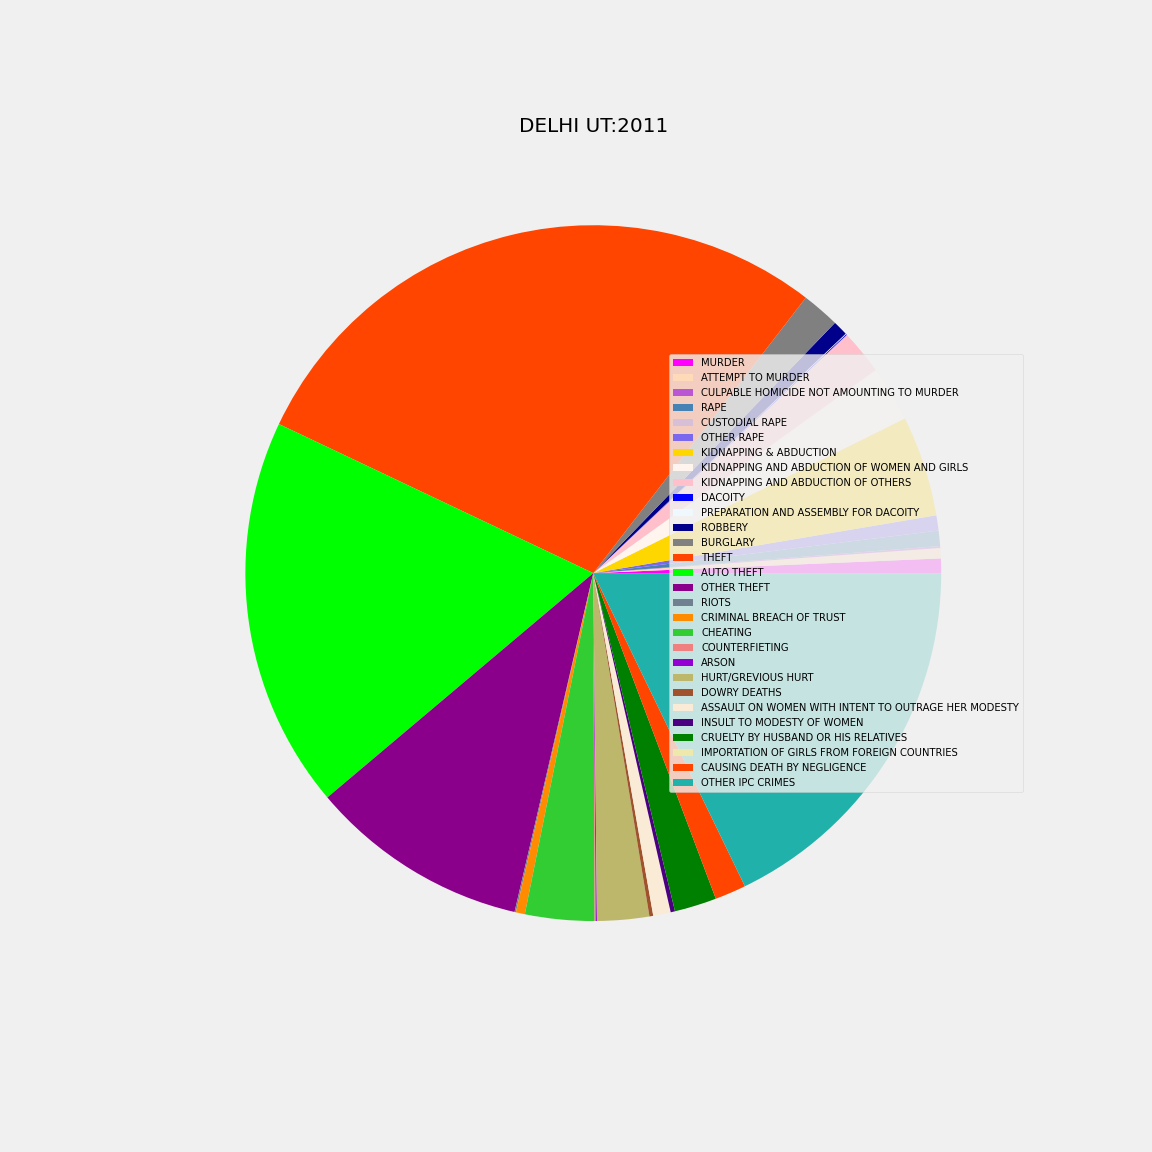 DELHI UT:2011
MURDER
ATTEMPT TO MURDER
CULPABLE HOMICIDE NOT AMOUNTING TO MURDER
RAPE
CUSTODIAL RAPE
OTHER RAPE
KIDNAPPING & ABDUCTION
KIDNAPPING AND ABDUCTION OF WOMEN AND GIRLS
KIDNAPPING AND ABDUCTION OF OTHERS
DACOITY
PREPARATION AND ASSEMBLY FOR DACOITY
ROBBERY
BURGLARY
THEFT
AUTO THEFT
OTHER THEFT
RIOTS
CRIMINAL BREACH OF TRUST
CHEATING
COUNTERFIETING
ARSON
HURT/GREVIOUS HURT
DOWRY DEATHS
ASSAULT ON WOMEN WITH INTENT TO OUTRAGE HER MODESTY
INSULT TO MODESTY OF WOMEN
CRUELTY BY HUSBAND OR HIS RELATIVES
IMPORTATION OF GIRLS FROM FOREIGN COUNTRIES
CAUSING DEATH BY NEGLIGENCE
OTHER IPC CRIMES